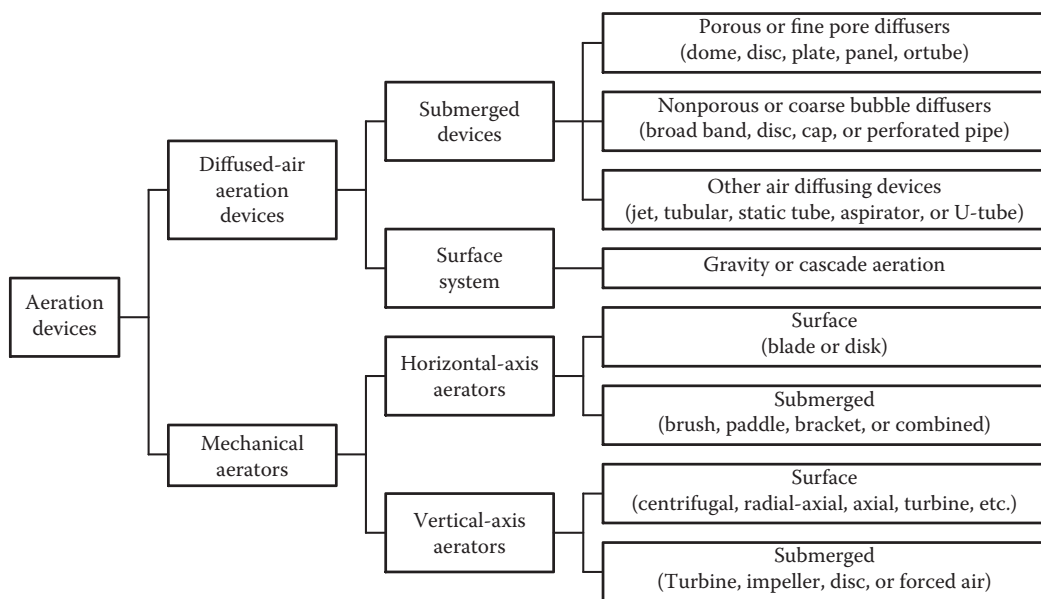 Aeration
devices
Diffused-air
aeration
devices
Submerged
devices
Porous or fine pore diffusers
(dome, disc, plate, panel, ortube)
Nonporous or coarse bubble diffusers
(broad band, disc, cap, or perforated pipe)
Other air diffusing devices
(jet, tubular, static tube, aspirator, or U-tube)
Surface
system
Gravity or cascade aeration
Mechanical
aerators
Horizontal-axis
aerators
Surface
(blade or disk)
Submerged
(brush, paddle, bracket, or combined)
Vertical-axis
aerators
Surface
(centrifugal, radial-axial, axial, turbine, etc.)
Submerged
(Turbine, impeller, disc, or forced air)